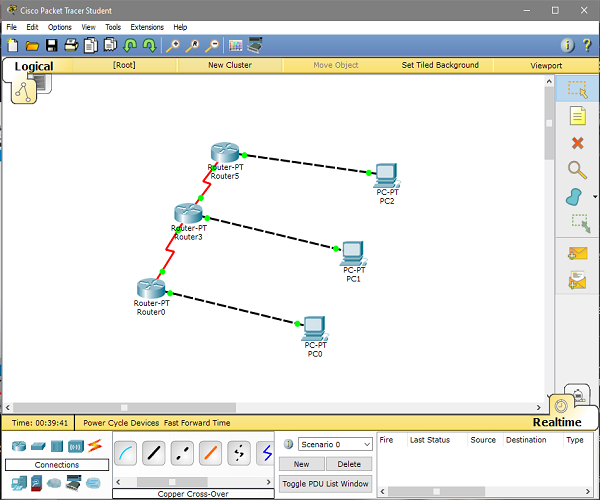 Cisco Packet Tracer Student
File Edit Options View Tools Extensions Help
Logical [Root] New Cluster Move Object Set Tiled Background Viewport
Router-PT
Router5
PC-PT
PC2
Router-PT
Router3
PC-PT
PC1
Router-PT
Router0
PC-PT
PC0
Time: 00:39:41 Power Cycle Devices Fast Forward Time Realtime
Scenario 0
Fire Last Status Source Destination Type
Connections
New Delete
Toggle PDU List Window
Copper Cross-Over